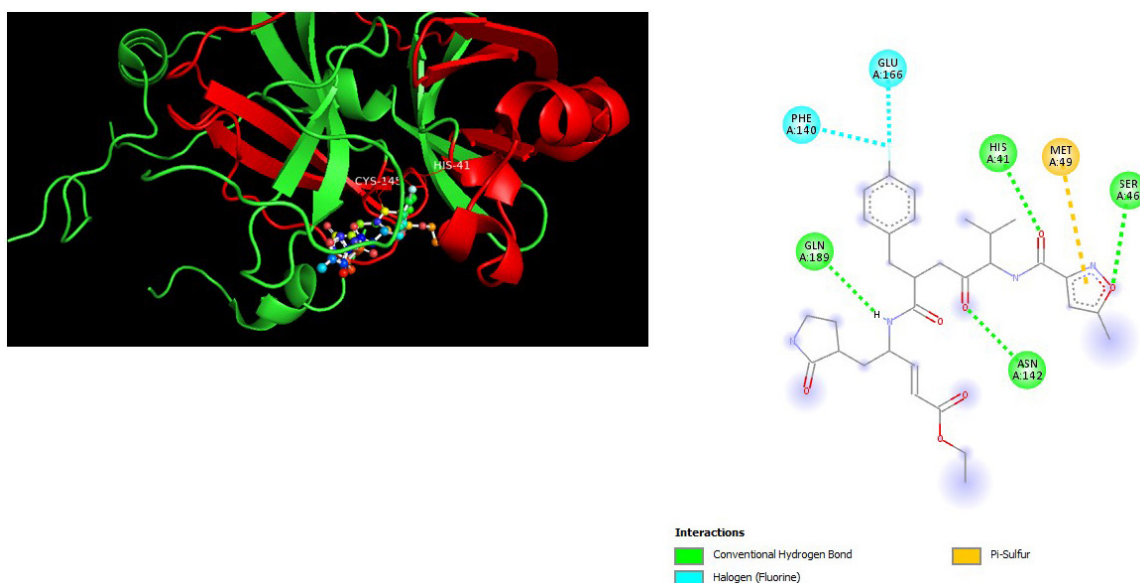 CYS-145
HIS-41
GLU
A:166
PHE
A:140
HIS
A:41
MET
A:49
SER
A:46
GLN
A:189
H
N
N
O
N
O
O
O
N
O
N
O
ASN
A:142
O
O
Interactions
Conventional Hydrogen Bond
Pi-Sulfur
Halogen (Fluorine)